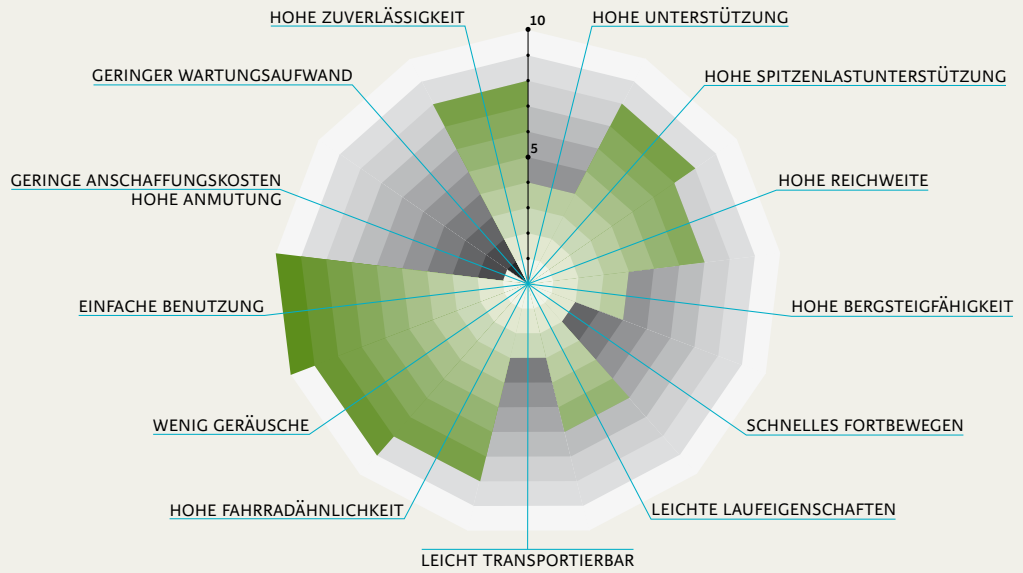 HOHE ZUVERLÄSSIGKEIT
10
HOHE UNTERSTÜTZUNG
GERINGER WARTUNGSAUFWAND
HOHE SPITZENLASTUNTERSTÜTZUNG
5
GERINGE ANSCHAFFUNGSKOSTEN
HOHE ANMUTUNG
HOHE REICHWEITE
EINFACHE BENUTZUNG
HOHE BERGSTEIGFÄHIGKEIT
WENIG GERÄUSCHE
SCHNELLES FORTBEWEGEN
HOHE FAHRRADÄHNLICHKEIT
LEICHTE LAUFEIGENSCHAFTEN
LEICHT TRANSPORTIERBAR